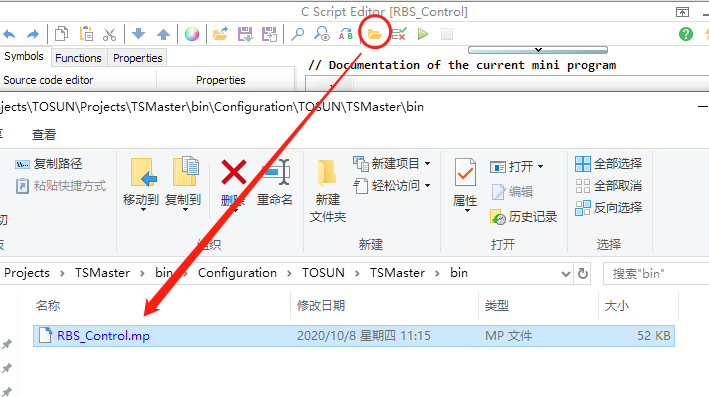 C Script Editor [RBS_Control]
Symbols Functions Properties
Source code editor Properties
// Documentation of the current mini program
1
jects\TOSUN\Projects\TSMaster\bin\Configuration\TOSUN\TSMaster\bin
查看
复制路径
粘贴快捷方式
切
移动到 复制到 删除 重命名
新建
文件夹
新建项目
轻松访问
属性
打开
编辑
历史记录
全部选择
全部取消
反向选择
组织 新建 打开 选择
Projects TSMaster bin Configuration TOSUN TSMaster bin 搜索"bin"
名称 修改日期 类型 大小
RBS_Control.mp 2020/10/8 星期四 11:15 MP 文件 52 KB